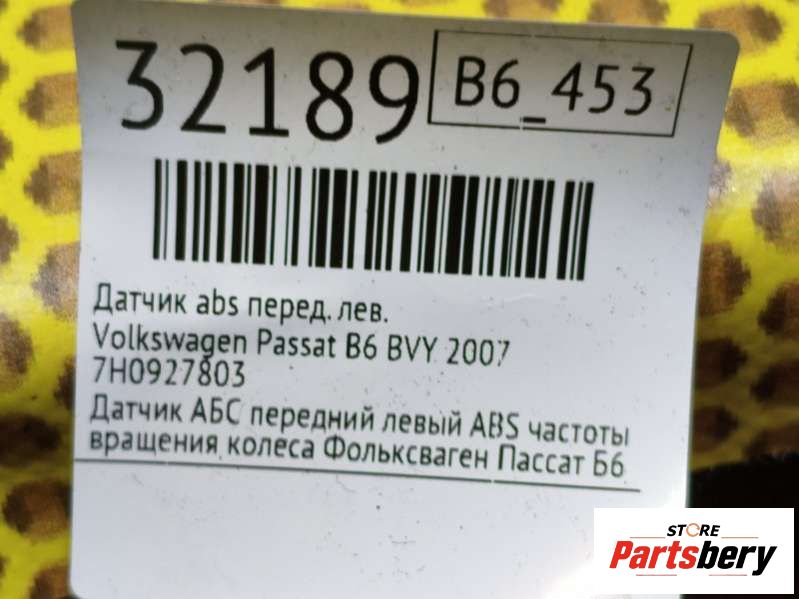 32189 B6_453
Датчик abs перед. лев.
Volkswagen Passat B6 BVY 2007
7H0927803
Датчик АБС передний левый ABS частоты
вращения колеса Фольксваген Пассат Б6
STORE
Partsbery